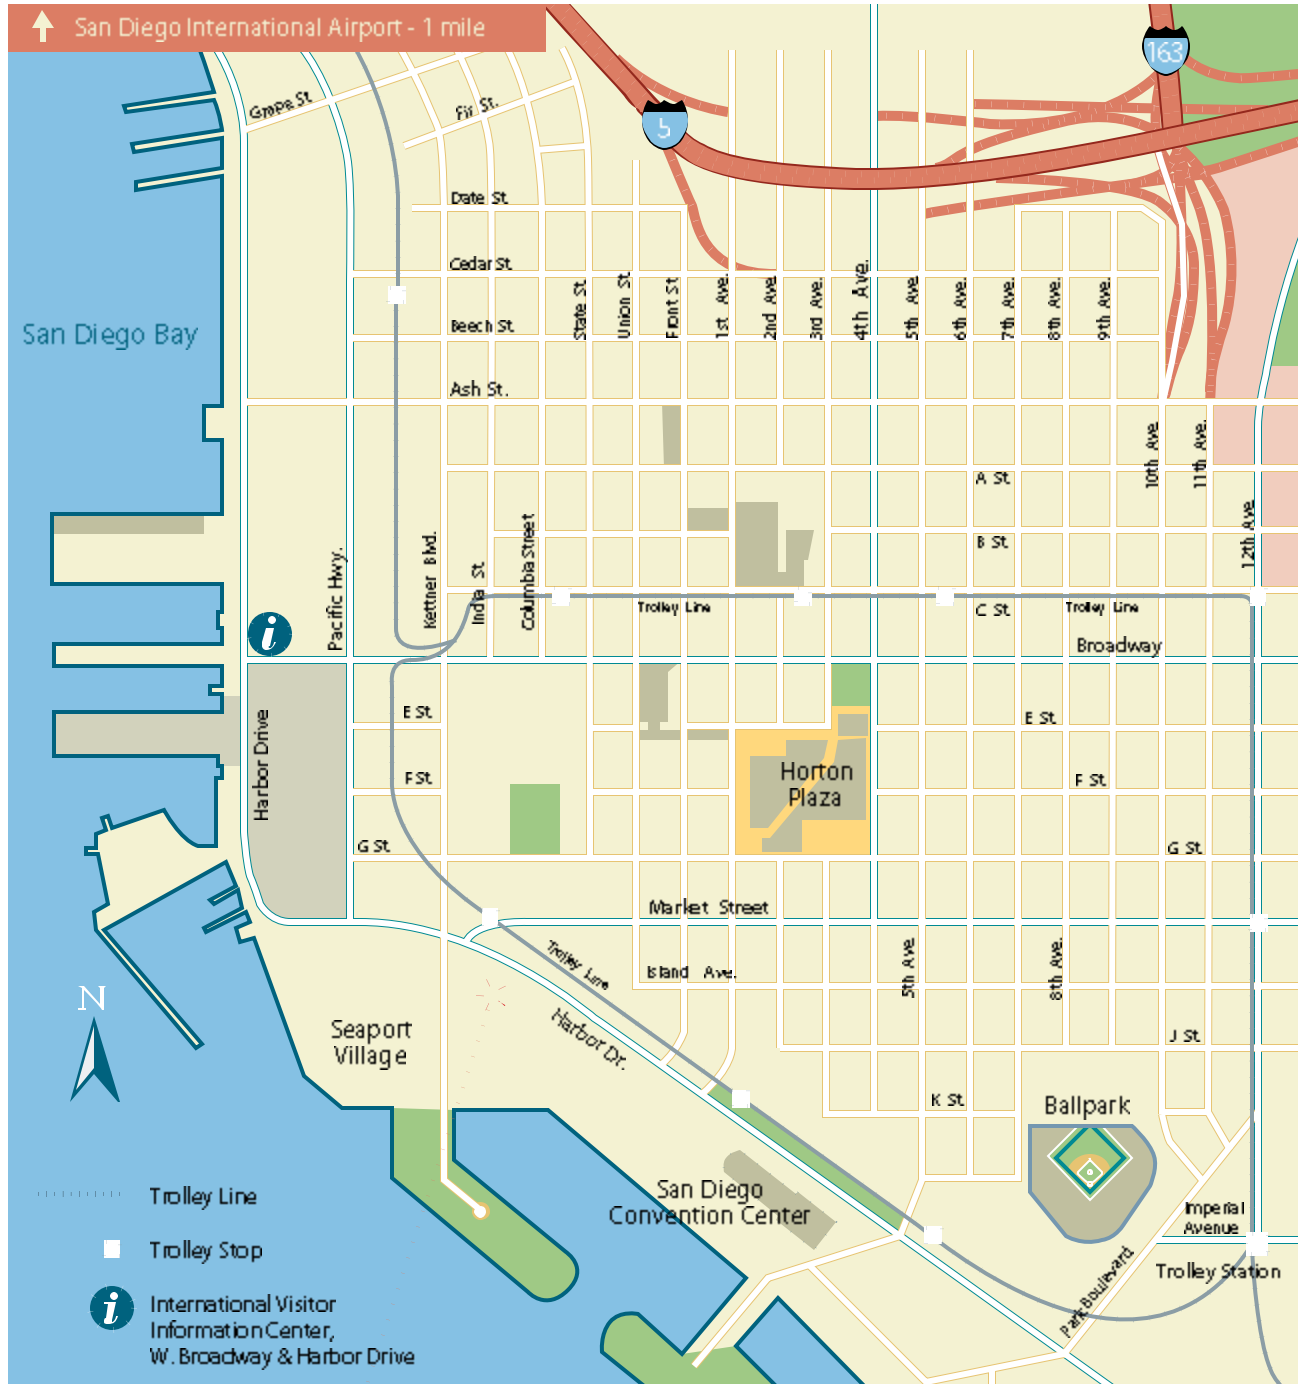 San Diego International Airport - 1 mile
163
5
Grape St.
Fir St.
Date St.
Cedar St.
Beech St.
Ash St.
State St.
Union St.
Front St.
1st Ave.
2nd Ave.
3rd Ave.
4th Ave.
5th Ave.
6th Ave.
7th Ave.
8th Ave.
9th Ave.
San Diego Bay
10th Ave.
11th Ave.
12th Ave.
A St.
B St.
C St.
Pacific Hwy.
Kettner Blvd.
India St.
Columbia Street
Trolley Line
Trolley Line
Broadway
E St.
E St.
F St.
F St.
G St.
G St.
Harbor Drive
Horton
Plaza
Market Street
Trolley Line
Island Ave.
5th Ave.
8th Ave.
N
Seaport
Village
Harbor Dr.
J St.
K St.
Ballpark
San Diego
Convention Center
Imperial
Avenue
Trolley Station
Park Boulevard
Trolley Line
Trolley Stop
i
i
International Visitor
Information Center,
W. Broadway & Harbor Drive